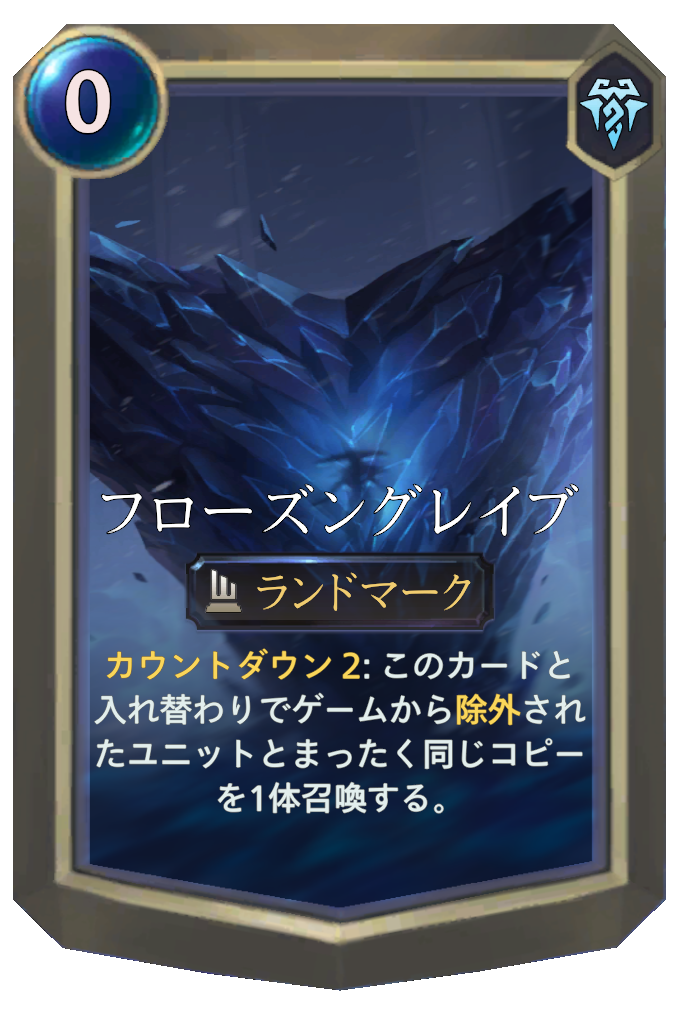 0
フローズングレイブ
ランドマーク
カウントダウン 2: このカードと
入れ替わりでゲームから除外され
たユニットとまったく同じコピー
を1体召喚する。